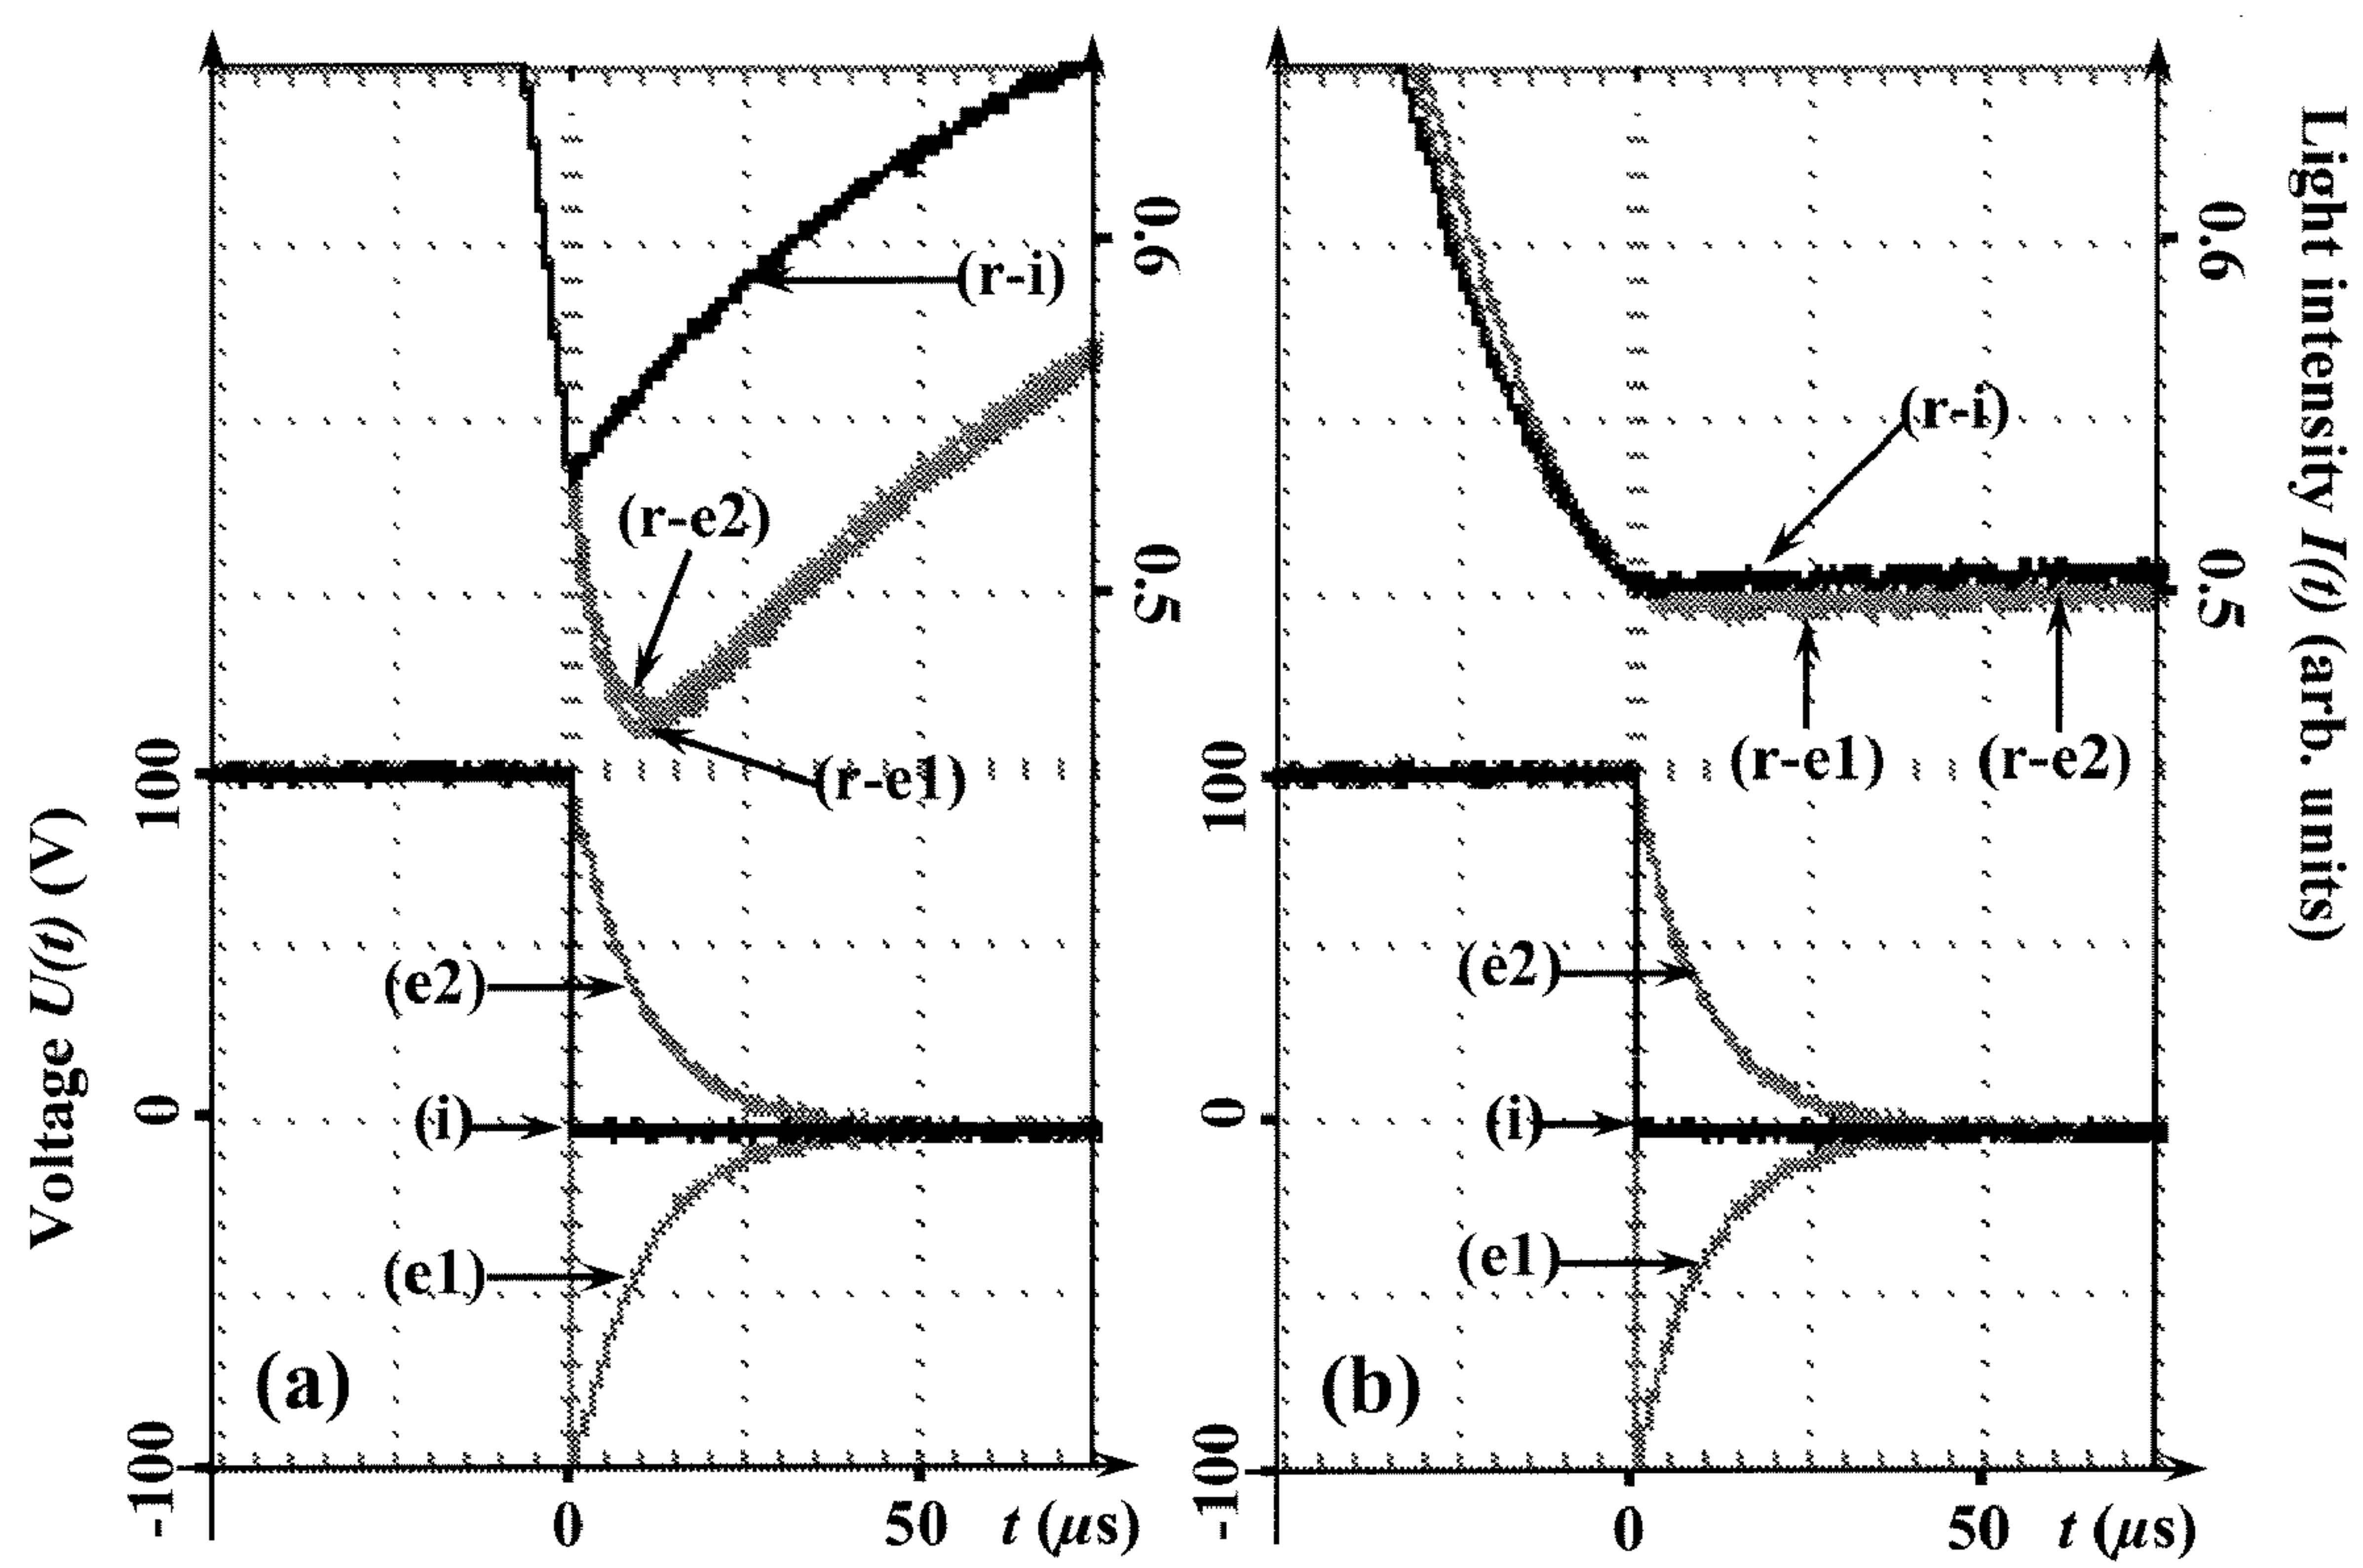 Voltage U(t) (V)
100
0
-100
(r-i)
(r-e2)
(r-e1)
(e2)
(i)
(e1)
(a)
0.6
0.5
0
50
t (μs)
100
0
-100
(r-i)
(r-e1)
(r-e2)
(e2)
(i)
(e1)
(b)
0.6
0.5
0
50
t (μs)
Light intensity I(t) (arb. units)